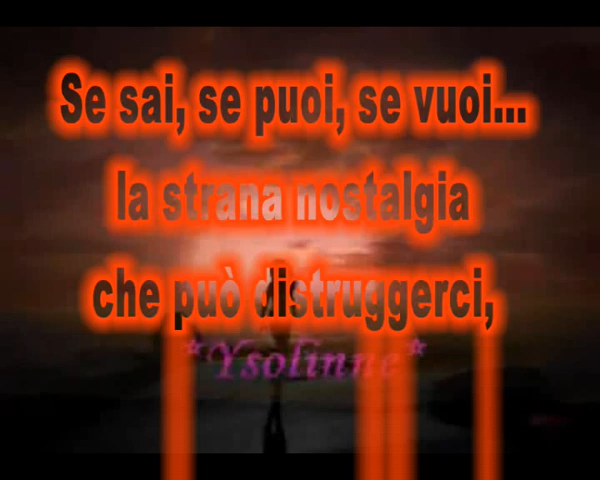 Se sai, se puoi, se vuoi...
la strana nostalgia
che può distruggerci,
*Ysolinne*